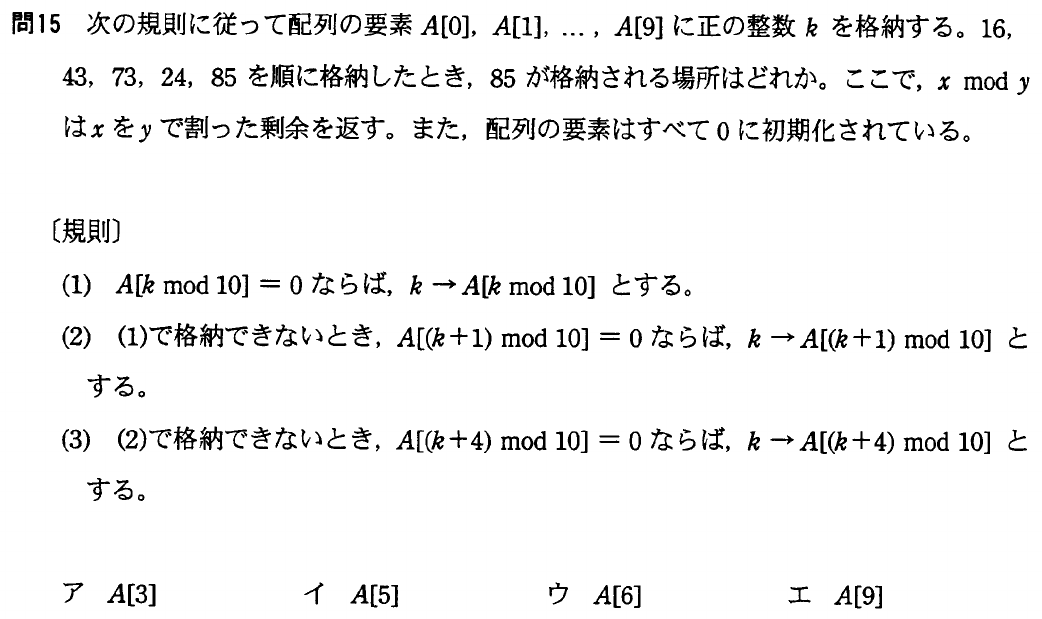 問15 次の規則に従って配列の要素 A[0], A[1], … , A[9] に正の整数 k を格納する。16,
43, 73, 24, 85 を順に格納したとき, 85 が格納される場所はどれか。ここで, x mod y
は x を y で割った剰余を返す。また, 配列の要素はすべて 0 に初期化されている。
〔規則〕
(1) A[k mod 10] = 0 ならば, k → A[k mod 10] とする。
(2) (1)で格納できないとき, A[(k+1) mod 10] = 0 ならば, k → A[(k+1) mod 10] と
する。
(3) (2)で格納できないとき, A[(k+4) mod 10] = 0 ならば, k → A[(k+4) mod 10] と
する。
ア A[3] イ A[5] ウ A[6] エ A[9]